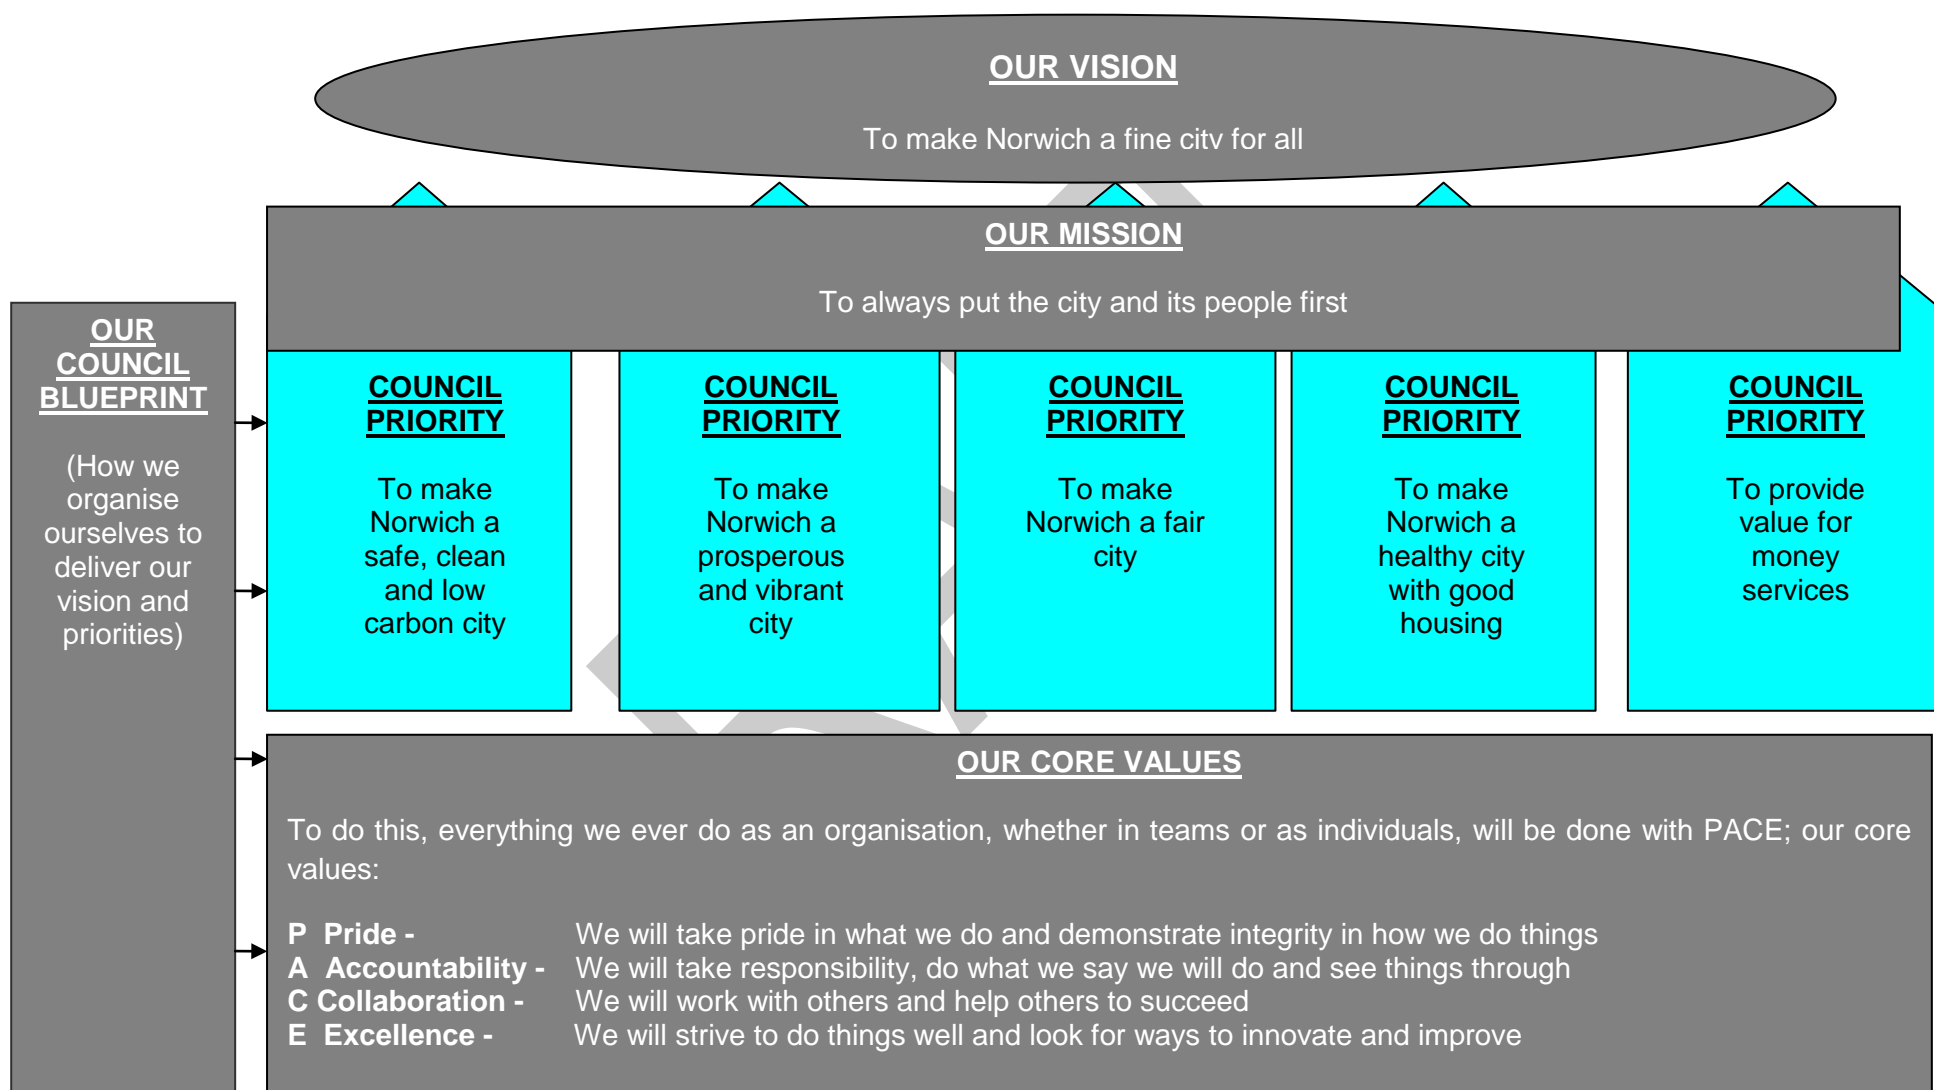 OUR VISION
To make Norwich a fine city for all
OUR MISSION
To always put the city and its people first
OUR
COUNCIL
BLUEPRINT
(How we
organise
ourselves to
deliver our
vision and
priorities)
COUNCIL
PRIORITY
To make
Norwich a
safe, clean
and low
carbon city
COUNCIL
PRIORITY
To make
Norwich a
prosperous
and vibrant
city
COUNCIL
PRIORITY
To make
Norwich a fair
city
COUNCIL
PRIORITY
To make
Norwich a
healthy city
with good
housing
COUNCIL
PRIORITY
To provide
value for
money
services
OUR CORE VALUES
To do this, everything we ever do as an organisation, whether in teams or as individuals, will be done with PACE; our core
values:
P Pride - We will take pride in what we do and demonstrate integrity in how we do things
A Accountability - We will take responsibility, do what we say we will do and see things through
C Collaboration - We will work with others and help others to succeed
E Excellence - We will strive to do things well and look for ways to innovate and improve